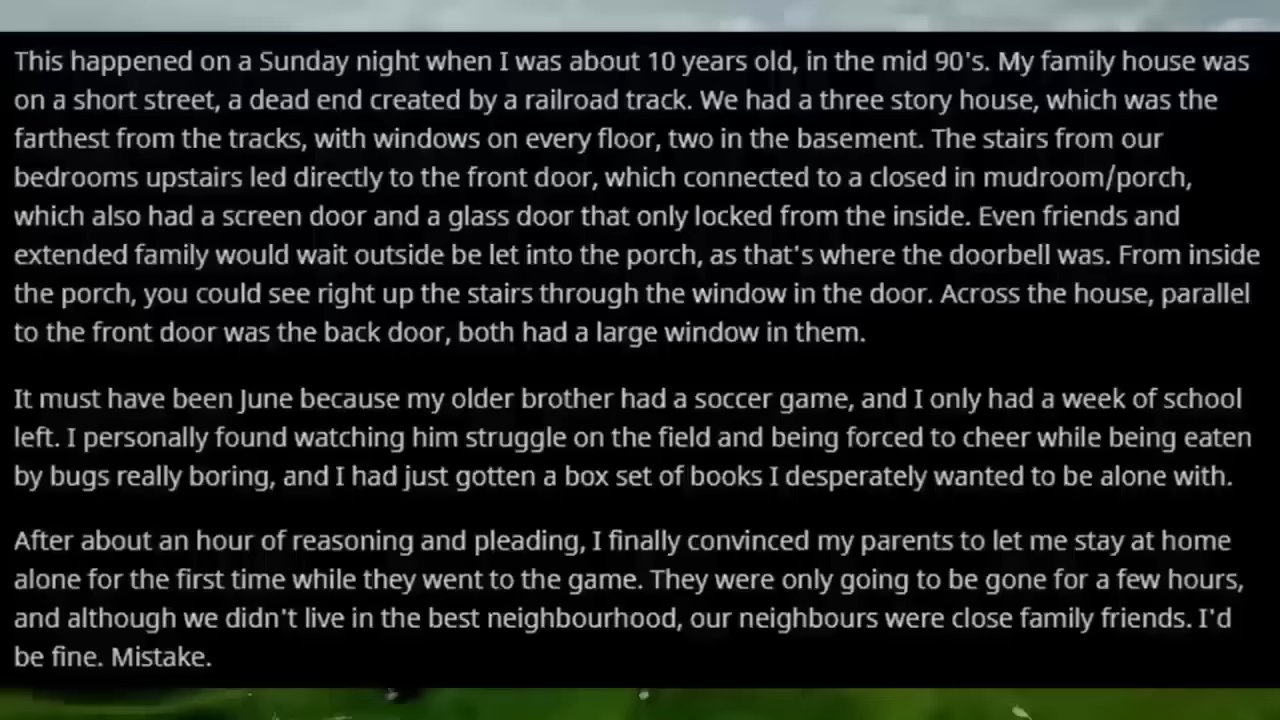 This happened on a Sunday night when I was about 10 years old, in the mid 90's. My family house was
on a short street, a dead end created by a railroad track. We had a three story house, which was the
farthest from the tracks, with windows on every floor, two in the basement. The stairs from our
bedrooms upstairs led directly to the front door, which connected to a closed in mudroom/porch,
which also had a screen door and a glass door that only locked from the inside. Even friends and
extended family would wait outside be let into the porch, as that's where the doorbell was. From inside
the porch, you could see right up the stairs through the window in the door. Across the house, parallel
to the front door was the back door, both had a large window in them.
It must have been June because my older brother had a soccer game, and I only had a week of school
left. I personally found watching him struggle on the field and being forced to cheer while being eaten
by bugs really boring, and I had just gotten a box set of books I desperately wanted to be alone with.
After about an hour of reasoning and pleading, I finally convinced my parents to let me stay at home
alone for the first time while they went to the game. They were only going to be gone for a few hours,
and although we didn't live in the best neighbourhood, our neighbours were close family friends. I'd
be fine. Mistake.